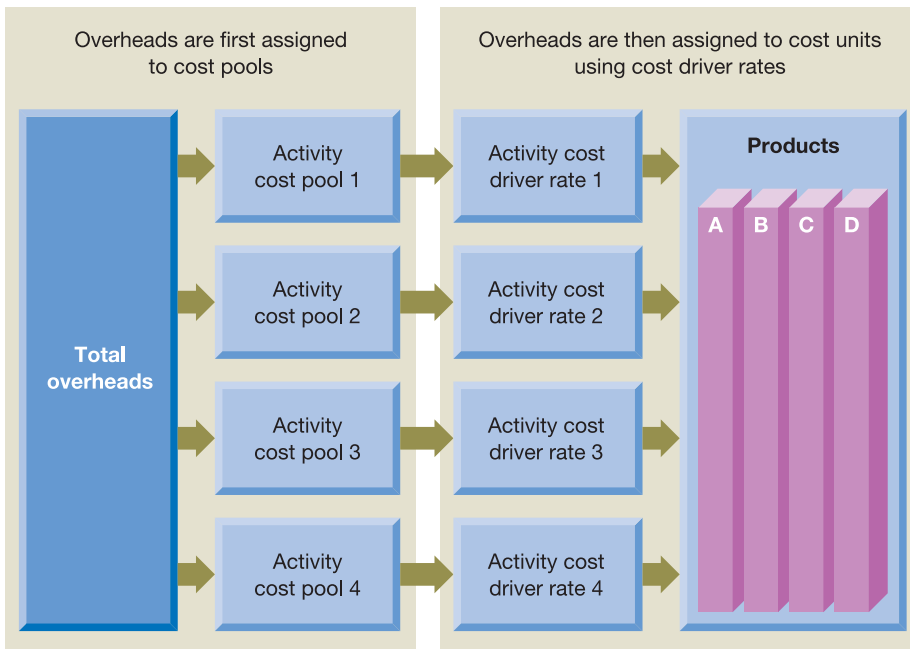 Overheads are first assigned
to cost pools
Overheads are then assigned to cost units
using cost driver rates
Total
overheads
Activity
cost pool 1
Activity cost
driver rate 1
Activity
cost pool 2
Activity cost
driver rate 2
Activity
cost pool 3
Activity cost
driver rate 3
Activity
cost pool 4
Activity cost
driver rate 4
Products
A B C D